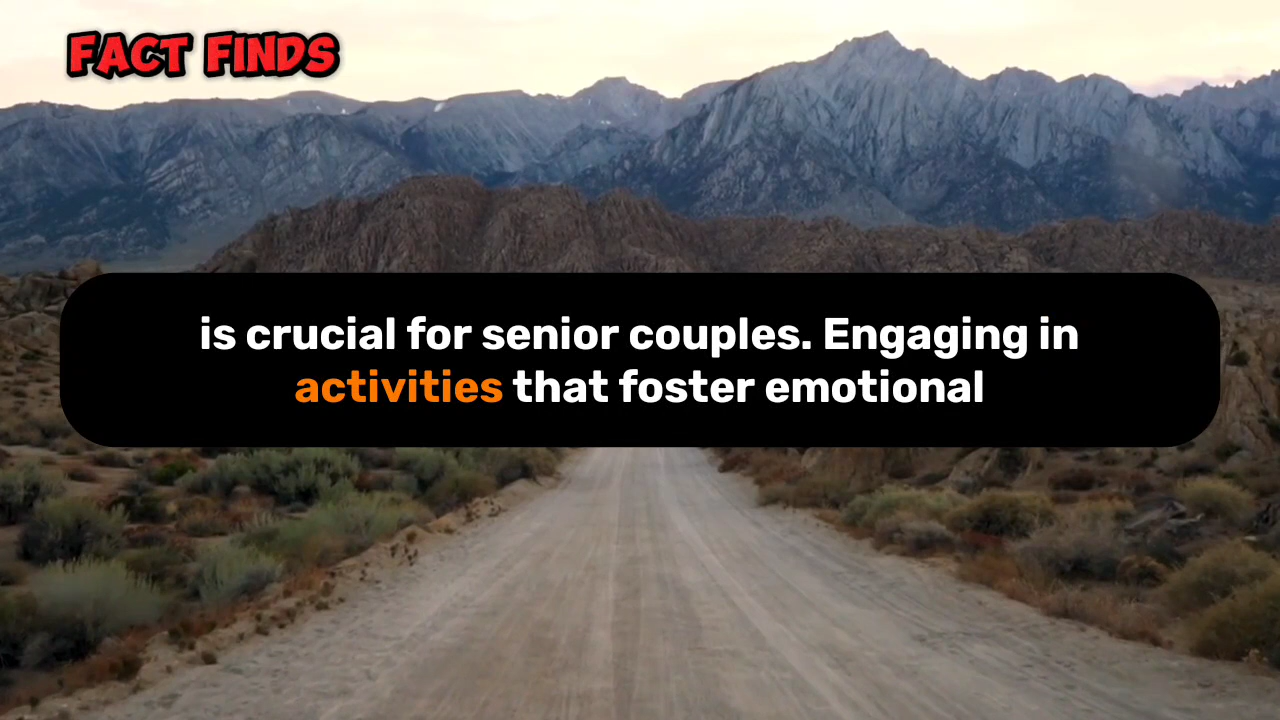 FACT FINDS
is crucial for senior couples. Engaging in
activities that foster emotional